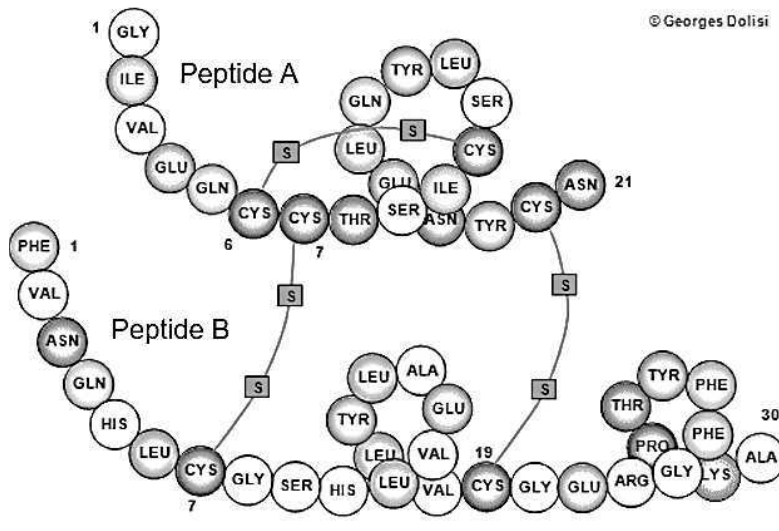 © Georges Dolisi
Peptide A
1
GLY
ILE
VAL
GLU
GLN
CYS
6
CYS
7
THR
SER
ILE
CYS
SER
LEU
TYR
GLN
LEU
GLU
ASN
TYR
CYS
ASN
21
S
S
S
S
S
S
Peptide B
1
PHE
VAL
ASN
GLN
HIS
LEU
CYS
7
GLY
SER
HIS
LEU
VAL
GLU
ALA
LEU
TYR
LEU
VAL
CYS
19
GLY
GLU
ARG
GLY
PHE
PHE
TYR
THR
PRO
LYS
ALA
30